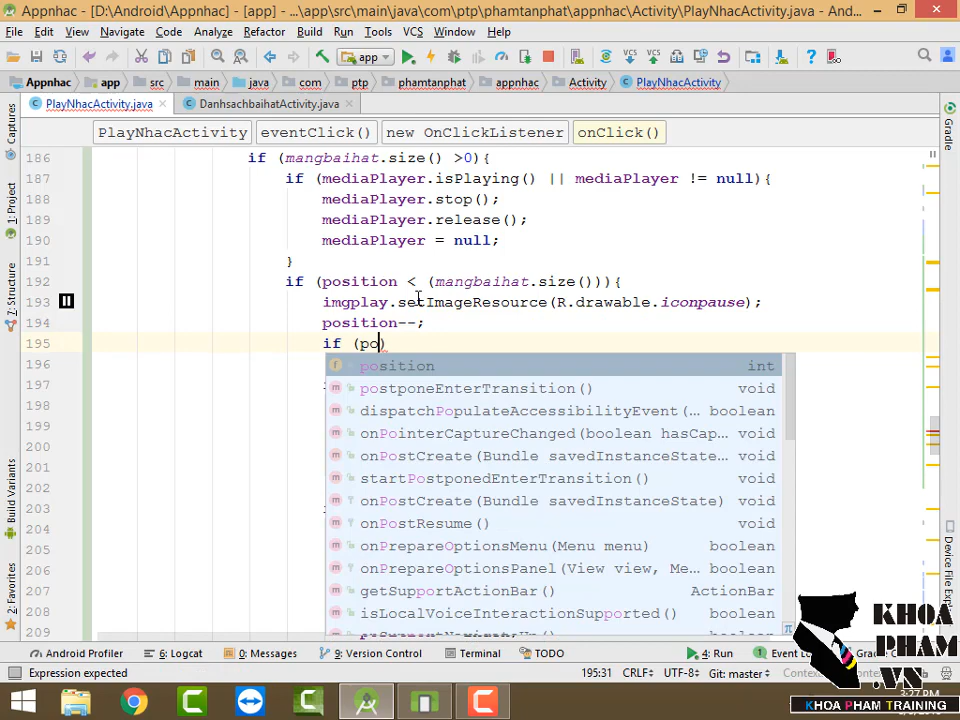 Appnhac - [D:\Android\Appnhac] - [app] - ...\app\src\main\java\com\ptp\phamtanphat\appnhac\Activity\PlayNhacActivity.java - And...
File Edit View Navigate Code Analyze Refactor Build Run Tools VCS Window Help
app
Appnhac app src main java com ptp phamtanphat appnhac Activity PlayNhacActivity
PlayNhacActivity.java DanhsachbaihatActivity.java
PlayNhacActivity eventClick() new OnClickListener onClick()
186 if (mangbaihat.size() >0){
187 if (mediaPlayer.isPlaying() || mediaPlayer != null){
188 mediaPlayer.stop();
189 mediaPlayer.release();
190 mediaPlayer = null;
191 }
192 if (position < (mangbaihat.size())){
193 imgplay.setImageResource(R.drawable.iconpause);
194 position--;
195 if (po)
196 f position int
197 m postponeEnterTransition() void
198 m dispatchPopulateAccessibilityEvent(... boolean
199 m onPointerCaptureChanged(boolean hasCap... void
200 m onPostCreate(Bundle savedInstanceState... void
201 m startPostponedEnterTransition() void
202 m onPostCreate(Bundle savedInstanceState) void
203 m onPostResume() void
204 m onPrepareOptionsMenu(Menu menu) boolean
205 m onPrepareOptionsPanel(View view, Me... boolean
206 m getSupportActionBar() ActionBar
207 m isLocalVoiceInteractionSupported() boolean
208
209
Captures
1: Project
7: Structure
Build Variants
2: Favorites
Gradle
Device File Explo
Android Profiler 6: Logcat 0: Messages 9: Version Control Terminal TODO 4: Run Event Lo
Expression expected 195:31 CRLF UTF-8 Git: master Contex
KHOA
PHAM
.VN
KHOA PHAM TRAINING
3:27 PM